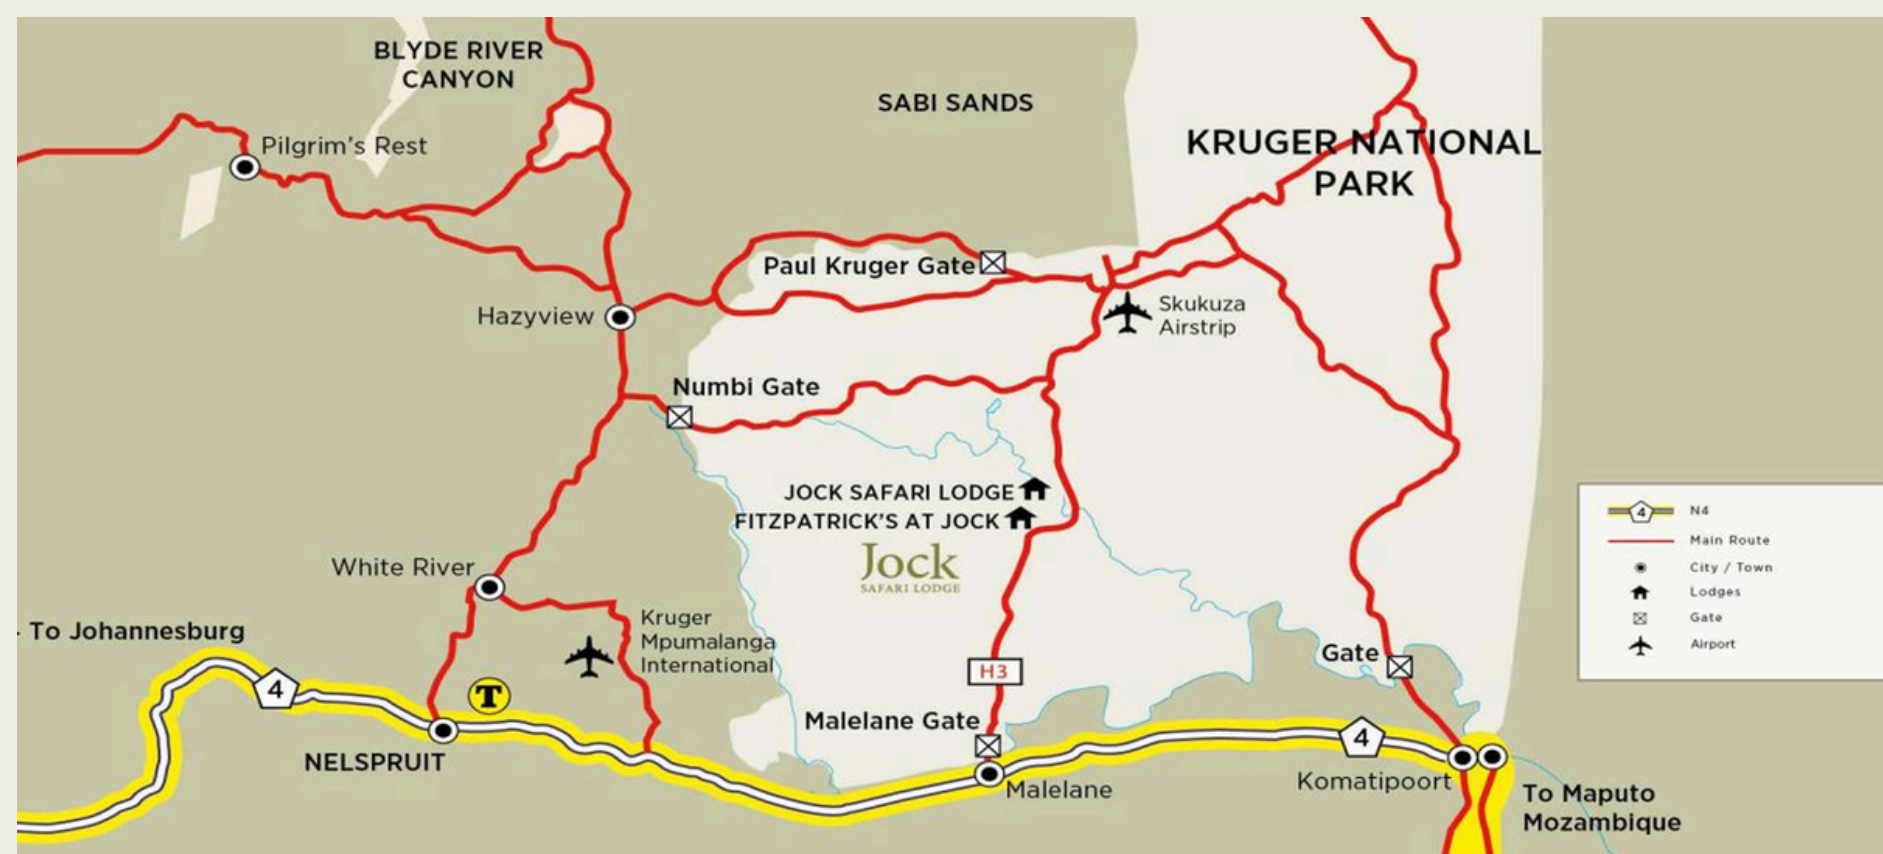 BLYDE RIVER
CANYON
SABI SANDS
KRUGER NATIONAL
PARK
Pilgrim's Rest
Paul Kruger Gate
Hazyview
Skukuza
Airstrip
Numbi Gate
JOCK SAFARI LODGE
FITZPATRICK'S AT JOCK
Jock
SAFARI LODGE
White River
Kruger
Mpumalanga
International
To Johannesburg
4
T
H3
Gate
Malelane Gate
4
NELSPRUIT
Malelane
Komatipoort
To Maputo
Mozambique
4 N4
Main Route
City / Town
Lodges
Gate
Airport